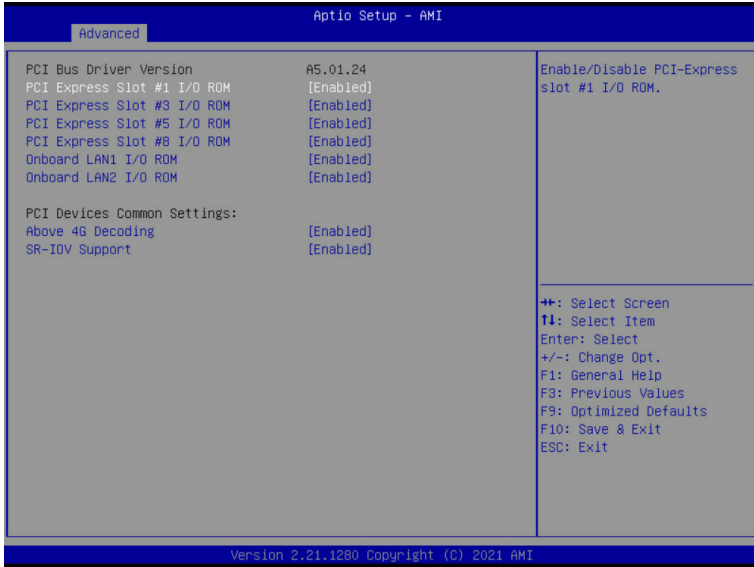 Aptio Setup – AMI
Advanced
PCI Bus Driver Version A5.01.24
PCI Express Slot #1 I/O ROM [Enabled]
PCI Express Slot #3 I/O ROM [Enabled]
PCI Express Slot #5 I/O ROM [Enabled]
PCI Express Slot #8 I/O ROM [Enabled]
Onboard LAN1 I/O ROM [Enabled]
Onboard LAN2 I/O ROM [Enabled]
PCI Devices Common Settings:
Above 4G Decoding [Enabled]
SR-IOV Support [Enabled]
Enable/Disable PCI-Express
slot #1 I/O ROM.
→←: Select Screen
↑↓: Select Item
Enter: Select
+/-: Change Opt.
F1: General Help
F3: Previous Values
F9: Optimized Defaults
F10: Save & Exit
ESC: Exit
Version 2.21.1280 Copyright (C) 2021 AMI